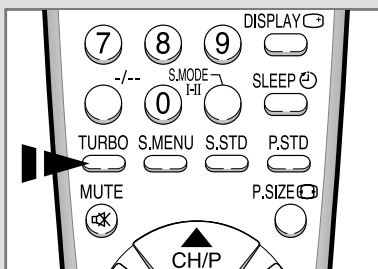 DISPLAY
7 8 9
-/-- S.MODE SLEEP
I-II
0
TURBO S.MENU S.STD P.STD
MUTE P.SIZE
CH/P